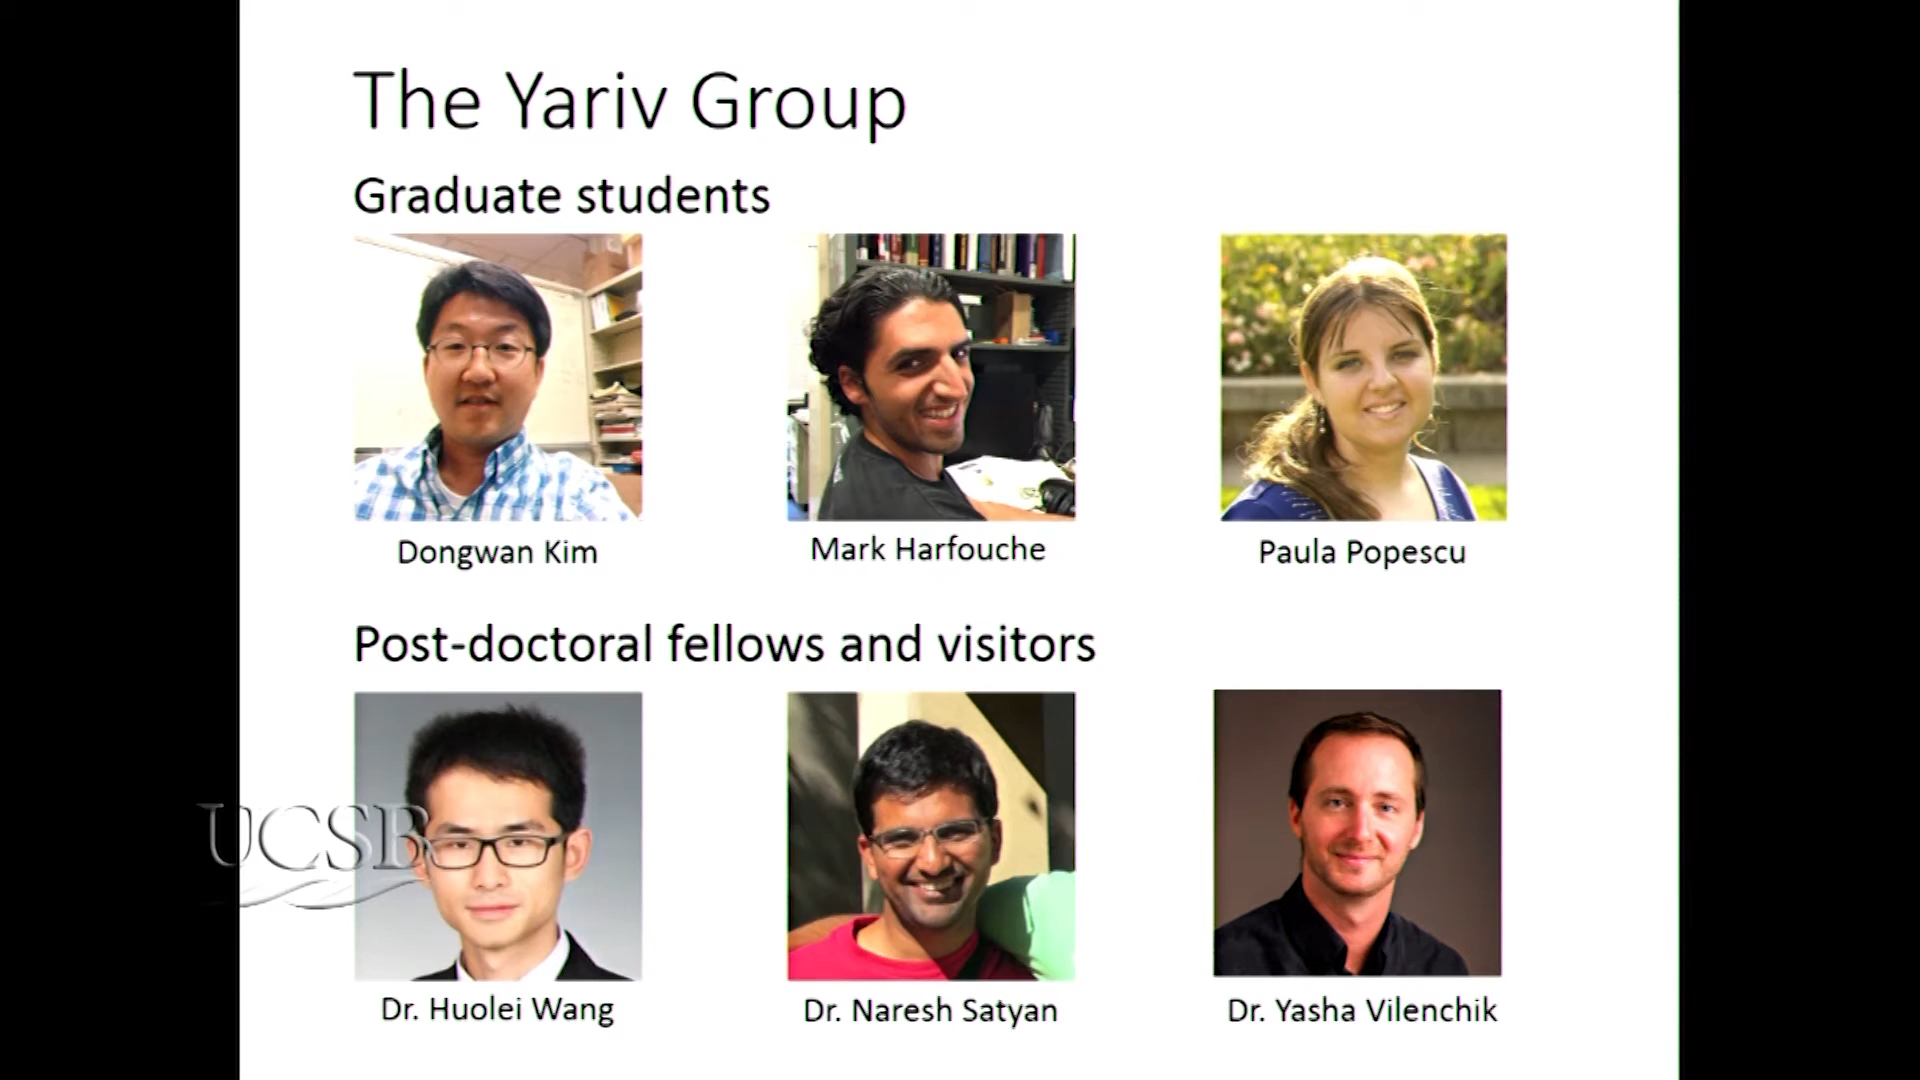 The Yariv Group
Graduate students
Dongwan Kim
Mark Harfouche
Paula Popescu
Post-doctoral fellows and visitors
UCSB
Dr. Huolei Wang
Dr. Naresh Satyan
Dr. Yasha Vilenchik